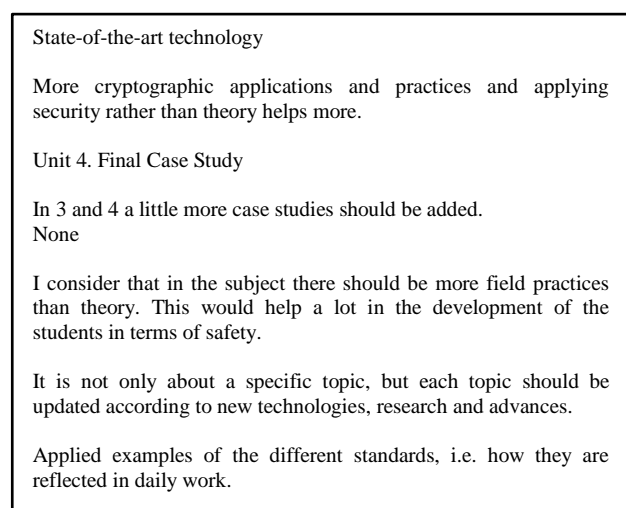 State-of-the-art technology
More cryptographic applications and practices and applying
security rather than theory helps more.
Unit 4. Final Case Study
In 3 and 4 a little more case studies should be added.
None
I consider that in the subject there should be more field practices
than theory. This would help a lot in the development of the
students in terms of safety.
It is not only about a specific topic, but each topic should be
updated according to new technologies, research and advances.
Applied examples of the different standards, i.e. how they are
reflected in daily work.